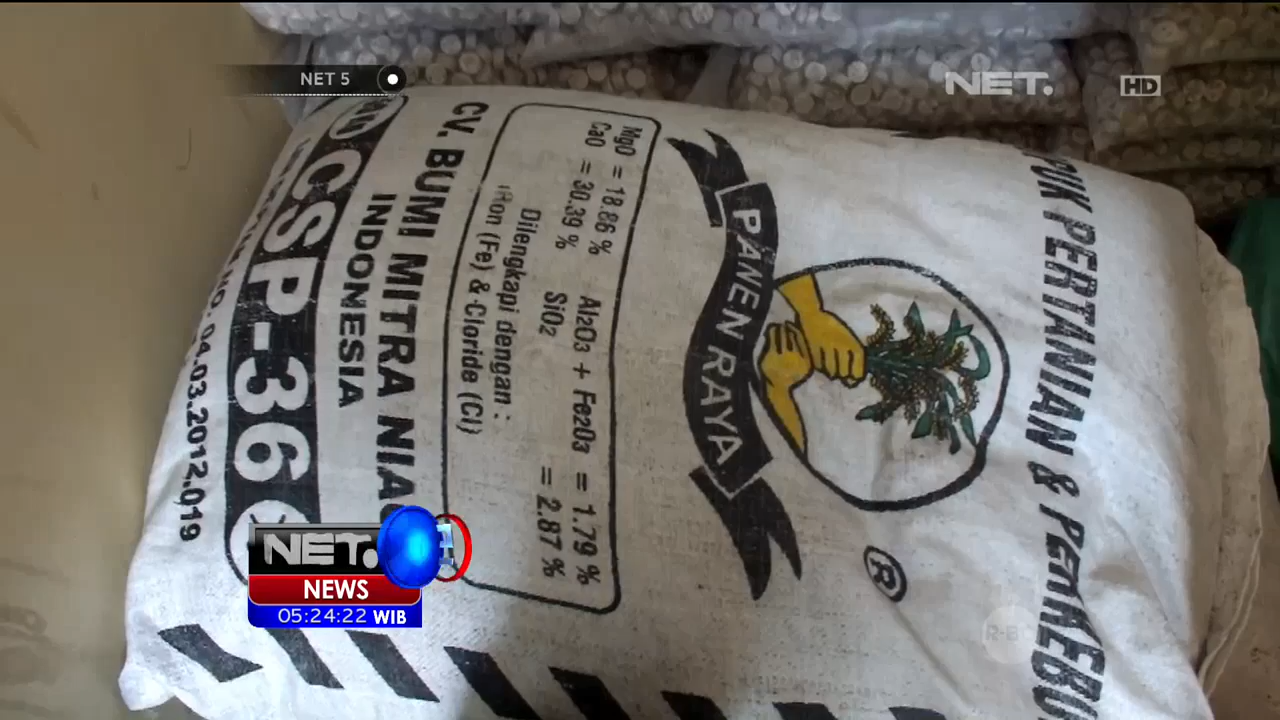 NET 5
NET.
HD
PUK PERTANIAN & PERKEBU
PANEN RAYA
®
MgO = 18.86 %
CaO = 30.39 %
Al2O3 + Fe2O3 = 1.79 %
SiO2 = 2.87 %
Dilengkapi dengan :
iRon (Fe) & Cloride (Cl)
CV. BUMI MITRA NIAG
INDONESIA
CSP-36
04.03.2012.019
NET.
NEWS
05:24:22 WIB